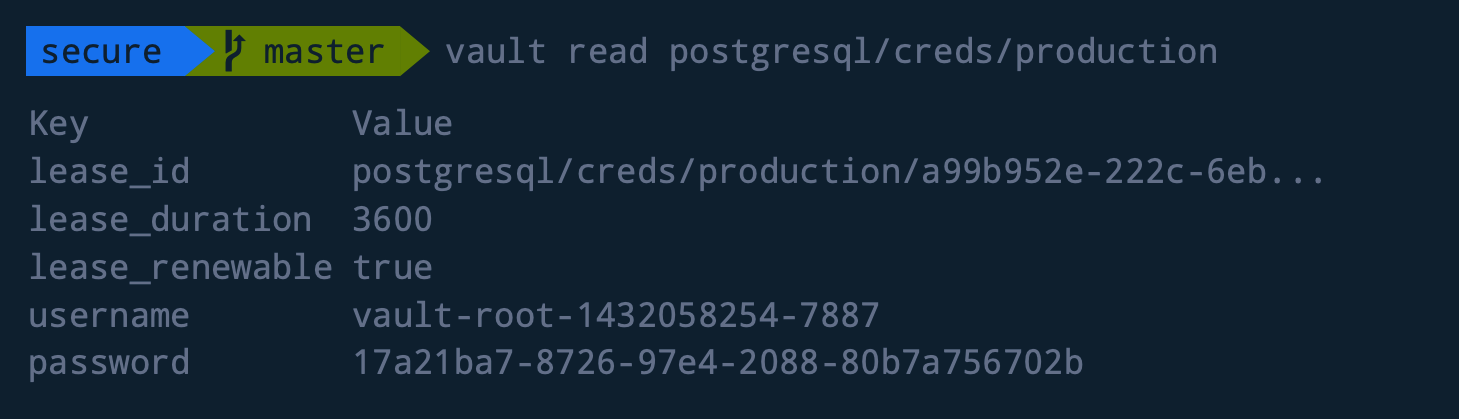 secure master vault read postgresql/creds/production
Key Value
lease_id postgresql/creds/production/a99b952e-222c-6eb...
lease_duration 3600
lease_renewable true
username vault-root-1432058254-7887
password 17a21ba7-8726-97e4-2088-80b7a756702b